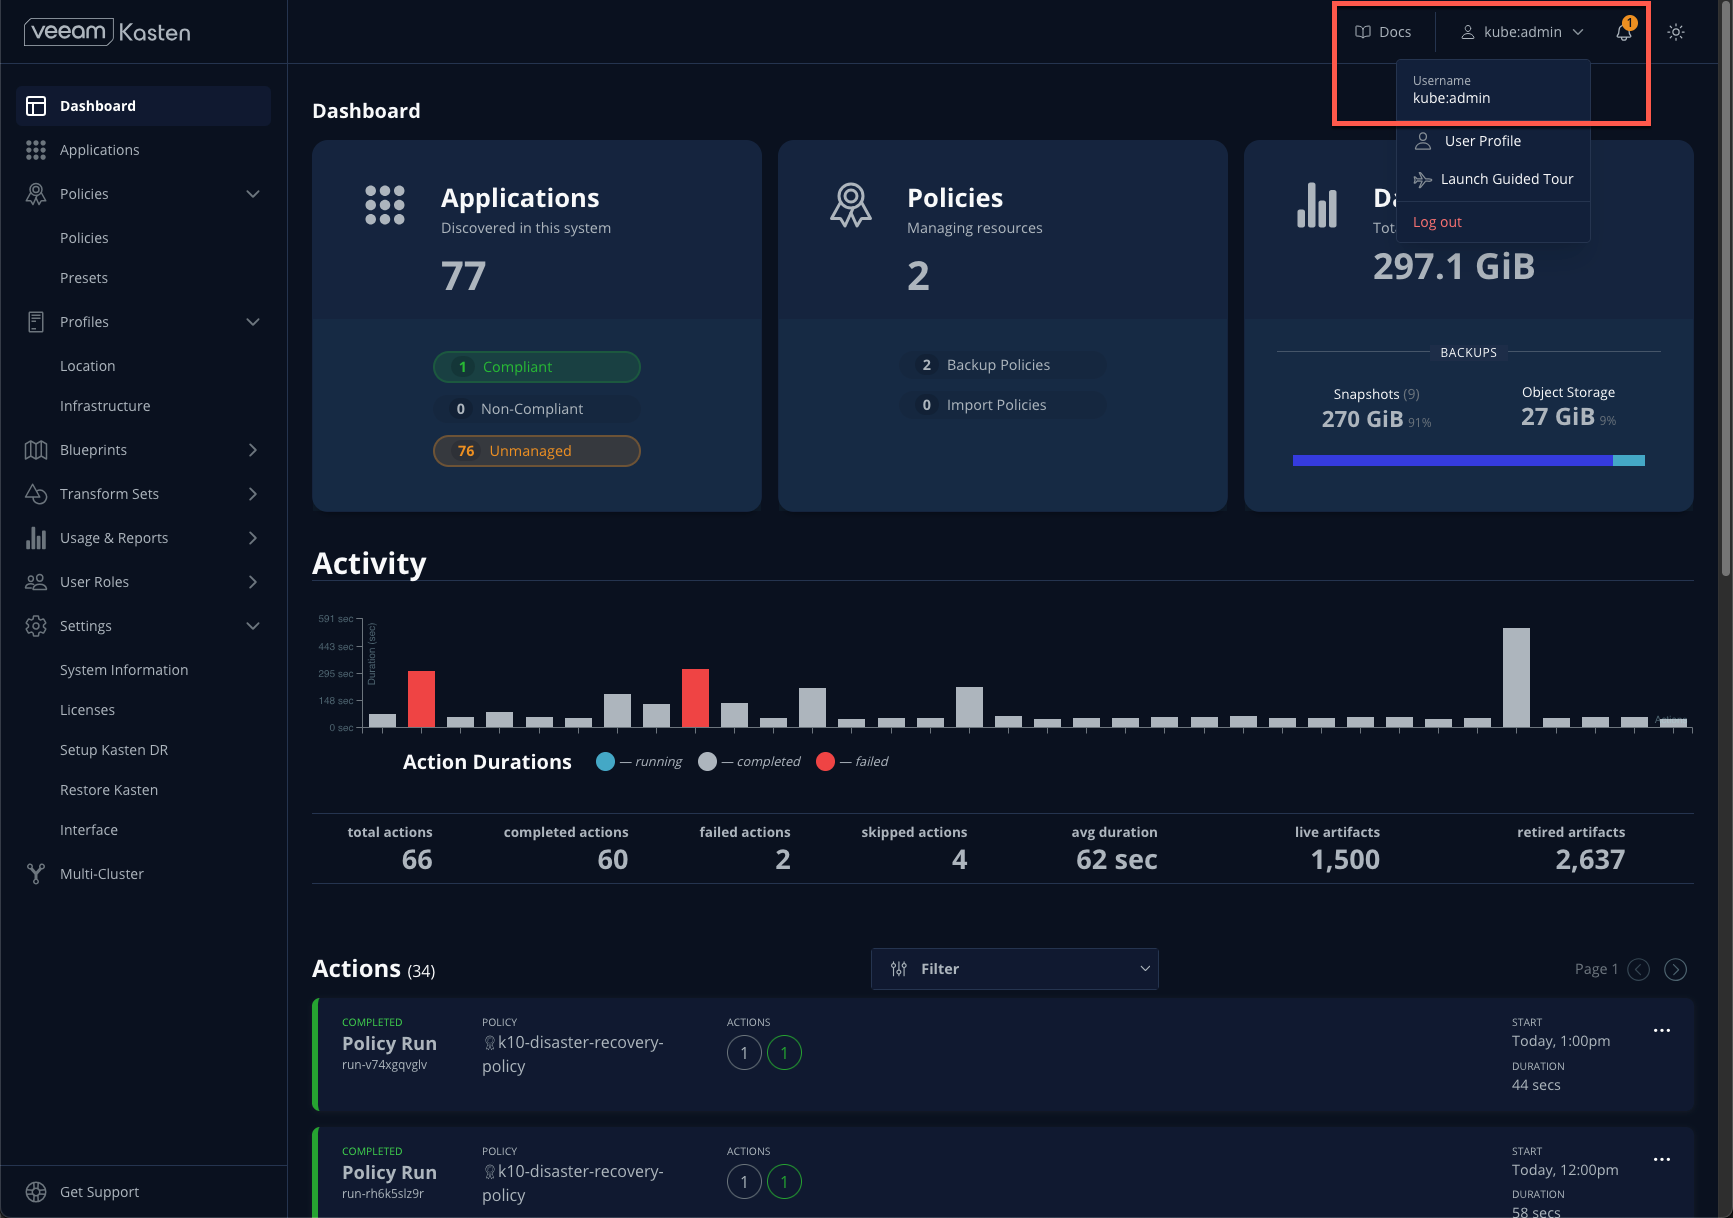 veeam Kasten
Docs
kube:admin
1
Username
kube:admin
User Profile
Launch Guided Tour
Log out
Dashboard
Applications
Policies
Policies
Presets
Profiles
Location
Infrastructure
Blueprints
Transform Sets
Usage & Reports
User Roles
Settings
System Information
Licenses
Setup Kasten DR
Restore Kasten
Interface
Multi-Cluster
Get Support
Dashboard
Applications
Discovered in this system
77
1 Compliant
0 Non-Compliant
76 Unmanaged
Policies
Managing resources
2
2 Backup Policies
0 Import Policies
297.1 GiB
BACKUPS
Snapshots (9)
270 GiB 91%
Object Storage
27 GiB 9%
Activity
591 sec
443 sec
295 sec
148 sec
0 sec
Duration (sec)
Action Durations
— running
— completed
— failed
total actions
66
completed actions
60
failed actions
2
skipped actions
4
avg duration
62 sec
live artifacts
1,500
retired artifacts
2,637
Actions (34)
Filter
Page 1
COMPLETED
Policy Run
run-v74xgqvglv
POLICY
k10-disaster-recovery-
policy
ACTIONS
1 1
START
Today, 1:00pm
DURATION
44 secs
COMPLETED
Policy Run
run-rh6k5slz9r
POLICY
k10-disaster-recovery-
policy
ACTIONS
1 1
START
Today, 12:00pm
DURATION
58 secs